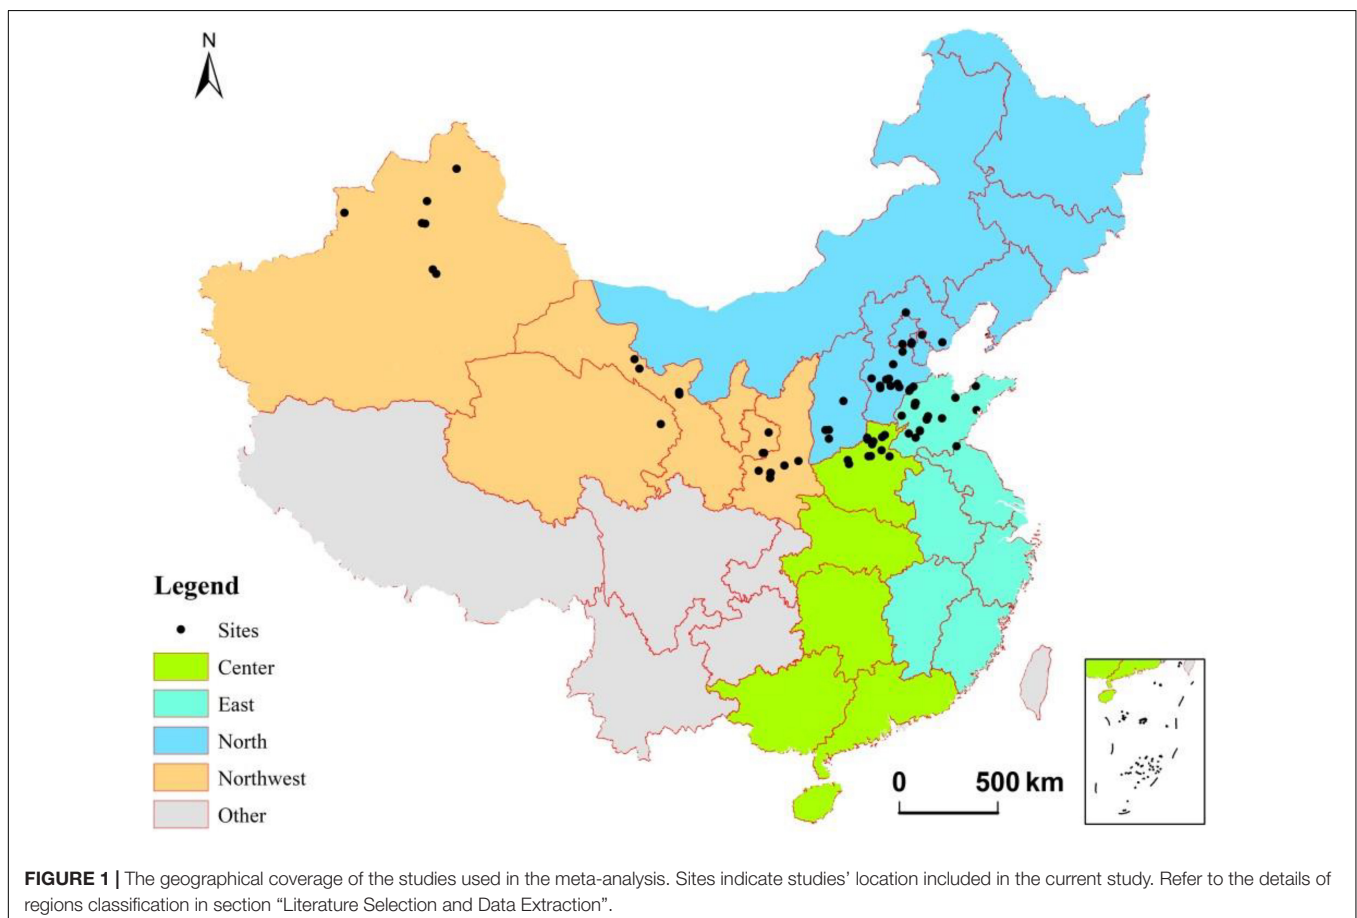 N
Legend
Sites
Center
East
North
Northwest
Other
0 500 km
FIGURE 1 | The geographical coverage of the studies used in the meta-analysis. Sites indicate studies’ location included in the current study. Refer to the details of
regions classification in section “Literature Selection and Data Extraction”.